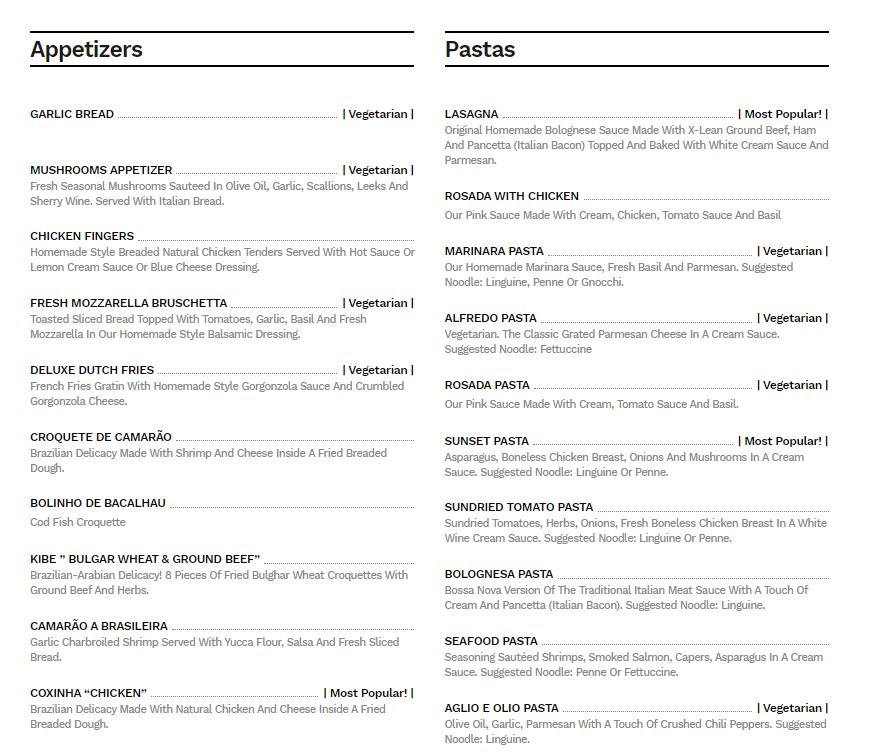 Appetizers
GARLIC BREAD | Vegetarian |
MUSHROOMS APPETIZER | Vegetarian |
Fresh Seasonal Mushrooms Sauteed In Olive Oil, Garlic, Scallions, Leeks And
Sherry Wine. Served With Italian Bread.
CHICKEN FINGERS
Homemade Style Breaded Natural Chicken Tenders Served With Hot Sauce Or
Lemon Cream Sauce Or Blue Cheese Dressing.
FRESH MOZZARELLA BRUSCHETTA | Vegetarian |
Toasted Sliced Bread Topped With Tomatoes, Garlic, Basil And Fresh
Mozzarella In Our Homemade Style Balsamic Dressing.
DELUXE DUTCH FRIES | Vegetarian |
French Fries Gratin With Homemade Style Gorgonzola Sauce And Crumbled
Gorgonzola Cheese.
CROQUETE DE CAMARÃO
Brazilian Delicacy Made With Shrimp And Cheese Inside A Fried Breaded
Dough.
BOLINHO DE BACALHAU
Cod Fish Croquette
KIBE ” BULGAR WHEAT & GROUND BEEF”
Brazilian-Arabian Delicacy! 8 Pieces Of Fried Bulghar Wheat Croquettes With
Ground Beef And Herbs.
CAMARÃO A BRASILEIRA
Garlic Charbroiled Shrimp Served With Yucca Flour, Salsa And Fresh Sliced
Bread.
COXINHA “CHICKEN” | Most Popular! |
Brazilian Delicacy Made With Natural Chicken And Cheese Inside A Fried
Breaded Dough.
Pastas
LASAGNA | Most Popular! |
Original Homemade Bolognese Sauce Made With X-Lean Ground Beef, Ham
And Pancetta (Italian Bacon) Topped And Baked With White Cream Sauce And
Parmesan.
ROSADA WITH CHICKEN
Our Pink Sauce Made With Cream, Chicken, Tomato Sauce And Basil
MARINARA PASTA | Vegetarian |
Our Homemade Marinara Sauce, Fresh Basil And Parmesan. Suggested
Noodle: Linguine, Penne Or Gnocchi.
ALFREDO PASTA | Vegetarian |
Vegetarian. The Classic Grated Parmesan Cheese In A Cream Sauce.
Suggested Noodle: Fettuccine
ROSADA PASTA | Vegetarian |
Our Pink Sauce Made With Cream, Tomato Sauce And Basil.
SUNSET PASTA | Most Popular! |
Asparagus, Boneless Chicken Breast, Onions And Mushrooms In A Cream
Sauce. Suggested Noodle: Linguine Or Penne.
SUNDRIED TOMATO PASTA
Sundried Tomatoes, Herbs, Onions, Fresh Boneless Chicken Breast In A White
Wine Cream Sauce. Suggested Noodle: Linguine Or Penne.
BOLOGNESA PASTA
Bossa Nova Version Of The Traditional Italian Meat Sauce With A Touch Of
Cream And Pancetta (Italian Bacon). Suggested Noodle: Linguine.
SEAFOOD PASTA
Seasoning Sautéed Shrimps, Smoked Salmon, Capers, Asparagus In A Cream
Sauce. Suggested Noodle: Penne Or Fettuccine.
AGLIO E OLIO PASTA | Vegetarian |
Olive Oil, Garlic, Parmesan With A Touch Of Crushed Chili Peppers. Suggested
Noodle: Linguine.